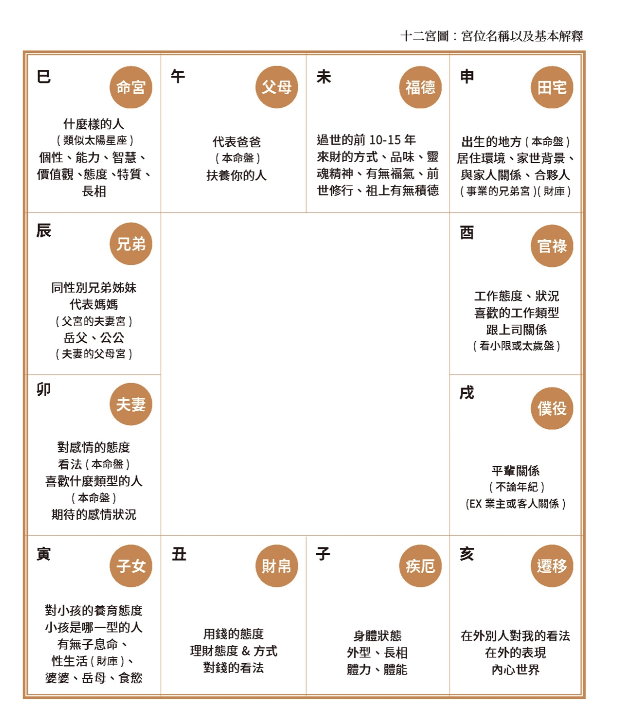 十二宮圖：宮位名稱以及基本解釋
巳
命宮
什麼樣的人
( 類似太陽星座 )
個性、能力、智慧、
價值觀、態度、特質、
長相
午
父母
代表爸爸
( 本命盤 )
扶養你的人
未
福德
過世的前 10-15 年
來財的方式、品味、靈
魂精神、有無福氣、前
世修行、祖上有無積德
申
田宅
出生的地方 ( 本命盤 )
居住環境、家世背景、
與家人關係、合夥人
( 事業的兄弟宮 )( 財庫 )
辰
兄弟
同性別兄弟姊妹
代表媽媽
( 父宮的夫妻宮 )
岳父、公公
( 夫妻的父母宮 )
酉
官祿
工作態度、狀況
喜歡的工作類型
跟上司關係
( 看小限或太歲盤 )
卯
夫妻
對感情的態度
看法 ( 本命盤 )
喜歡什麼類型的人
( 本命盤 )
期待的感情狀況
戌
僕役
平輩關係
( 不論年紀 )
(EX 業主或客人關係 )
寅
子女
對小孩的養育態度
小孩是哪一型的人
有無子息命、
性生活 ( 財庫 )、
婆婆、岳母、食慾
丑
財帛
用錢的態度
理財態度 & 方式
對錢的看法
子
疾厄
身體狀態
外型、長相
體力、體能
亥
遷移
在外別人對我的看法
在外的表現
內心世界